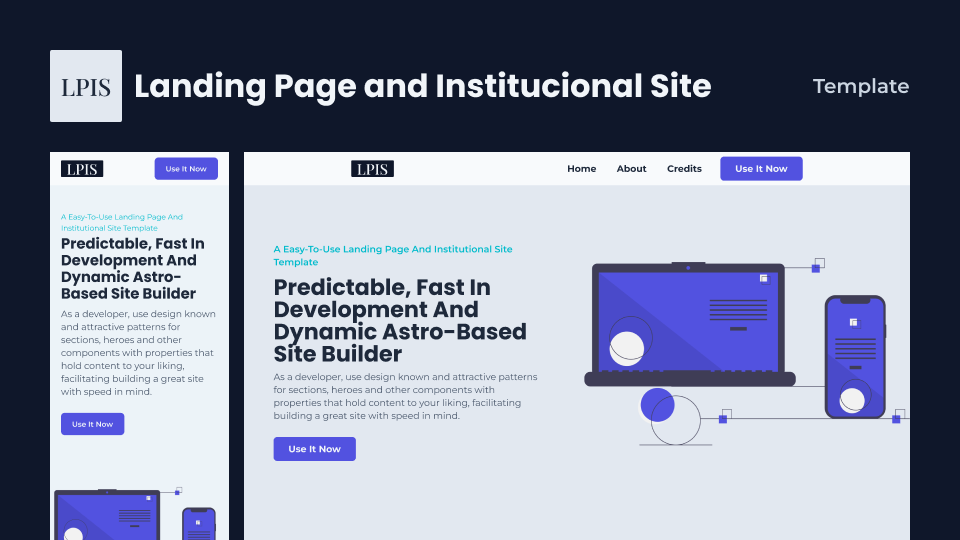 LPIS
Landing Page and Institucional Site
Template
LPIS
Use It Now
A Easy-To-Use Landing Page And
Institutional Site Template
Predictable, Fast In
Development And
Dynamic Astro-
Based Site Builder
As a developer, use design known
and attractive patterns for
sections, heroes and other
components with properties that
hold content to your liking,
facilitating building a great site
with speed in mind.
Use It Now
LPIS
Home
About
Credits
Use It Now
A Easy-To-Use Landing Page And Institutional Site
Template
Predictable, Fast In
Development And
Dynamic Astro-Based
Site Builder
As a developer, use design known and attractive patterns
for sections, heroes and other components with
properties that hold content to your liking, facilitating
building a great site with speed in mind.
Use It Now